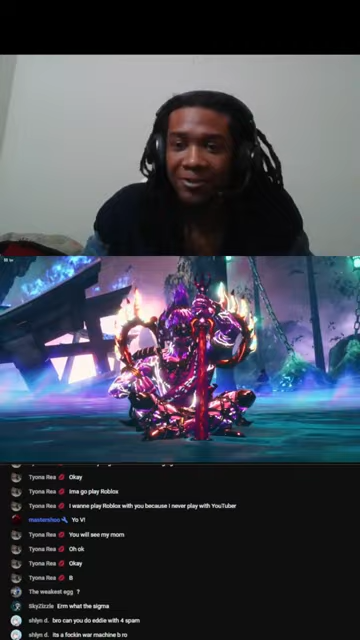 Tyona Rea Okay
Tyona Rea Ima go play Roblox
Tyona Rea I wanne play Roblox with you because I never play with YouTuber
mastershoo Yo V!
Tyona Rea You will see my mom
Tyona Rea Oh ok
Tyona Rea Okay
Tyona Rea B
The weakest egg ?
SkyZizzle Erm what the sigma
shlyn d. bro can you do eddie with 4 spam
shlyn d. its a fockin war machine b ro